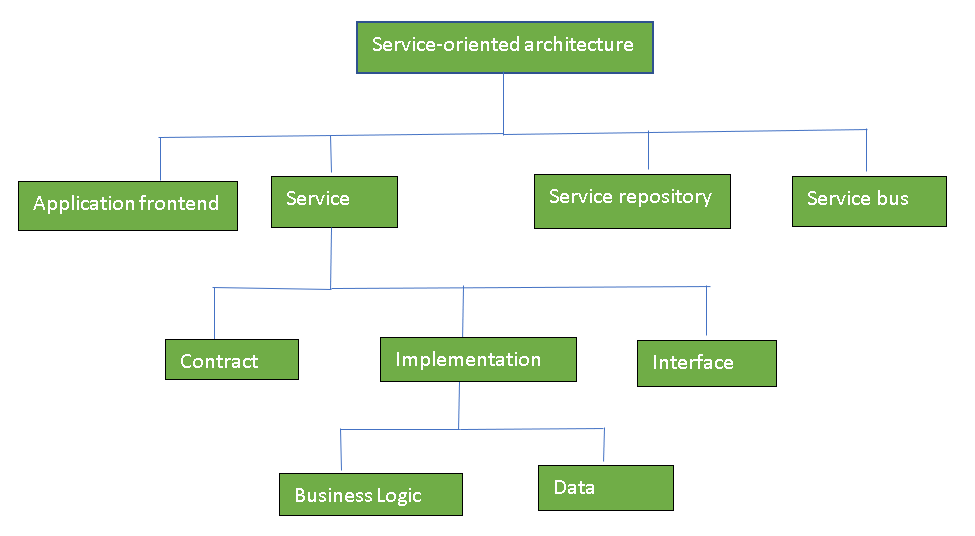 Service-oriented architecture
Application frontend
Service
Service repository
Service bus
Contract
Implementation
Interface
Business Logic
Data